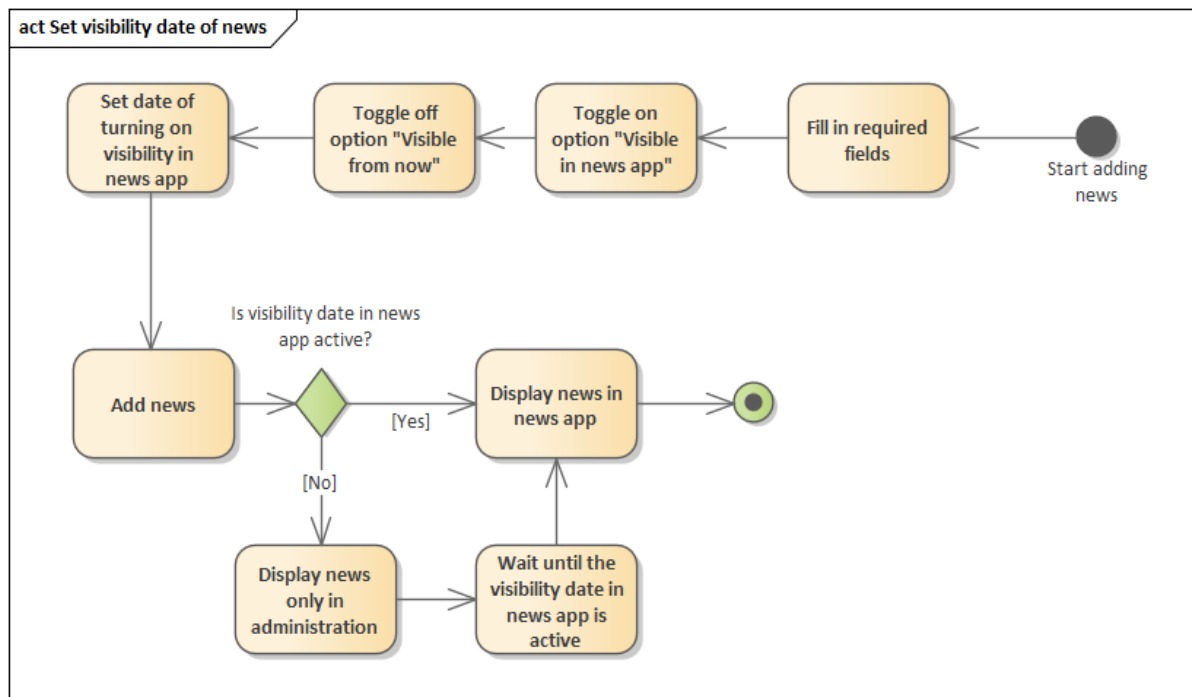 act Set visibility date of news
Set date of
turning on
visibility in
news app
Toggle off
option "Visible
from now"
Toggle on
option "Visible
in news app"
Fill in required
fields
Start adding
news
Is visibility date in news
app active?
Add news
[Yes]
Display news in
news app
[No]
Display news
only in
administration
Wait until the
visibility date in
news app is
active